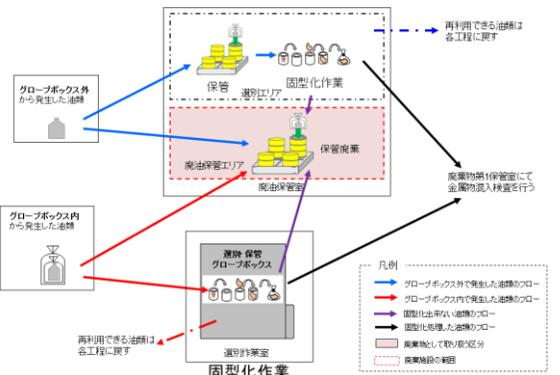 再利用できる油類は
各工程に戻す
保管
固型化作業
選別エリア
グローブボックス外
から発生した油類
保管廃棄
廃油保管エリア
廃油保管室
廃棄物第1保管室にて
金属物混入検査を行う
グローブボックス内
から発生した油類
選別・保管
グローブボックス
再利用できる油類は
各工程に戻す
選別作業室
固型化作業
凡例
グローブボックス外で発生した油類のフロー
グローブボックス内で発生した油類のフロー
固型化出来ない油類のフロー
固型化処理した油類のフロー
廃棄物として取り扱う区分
廃棄施設の範囲